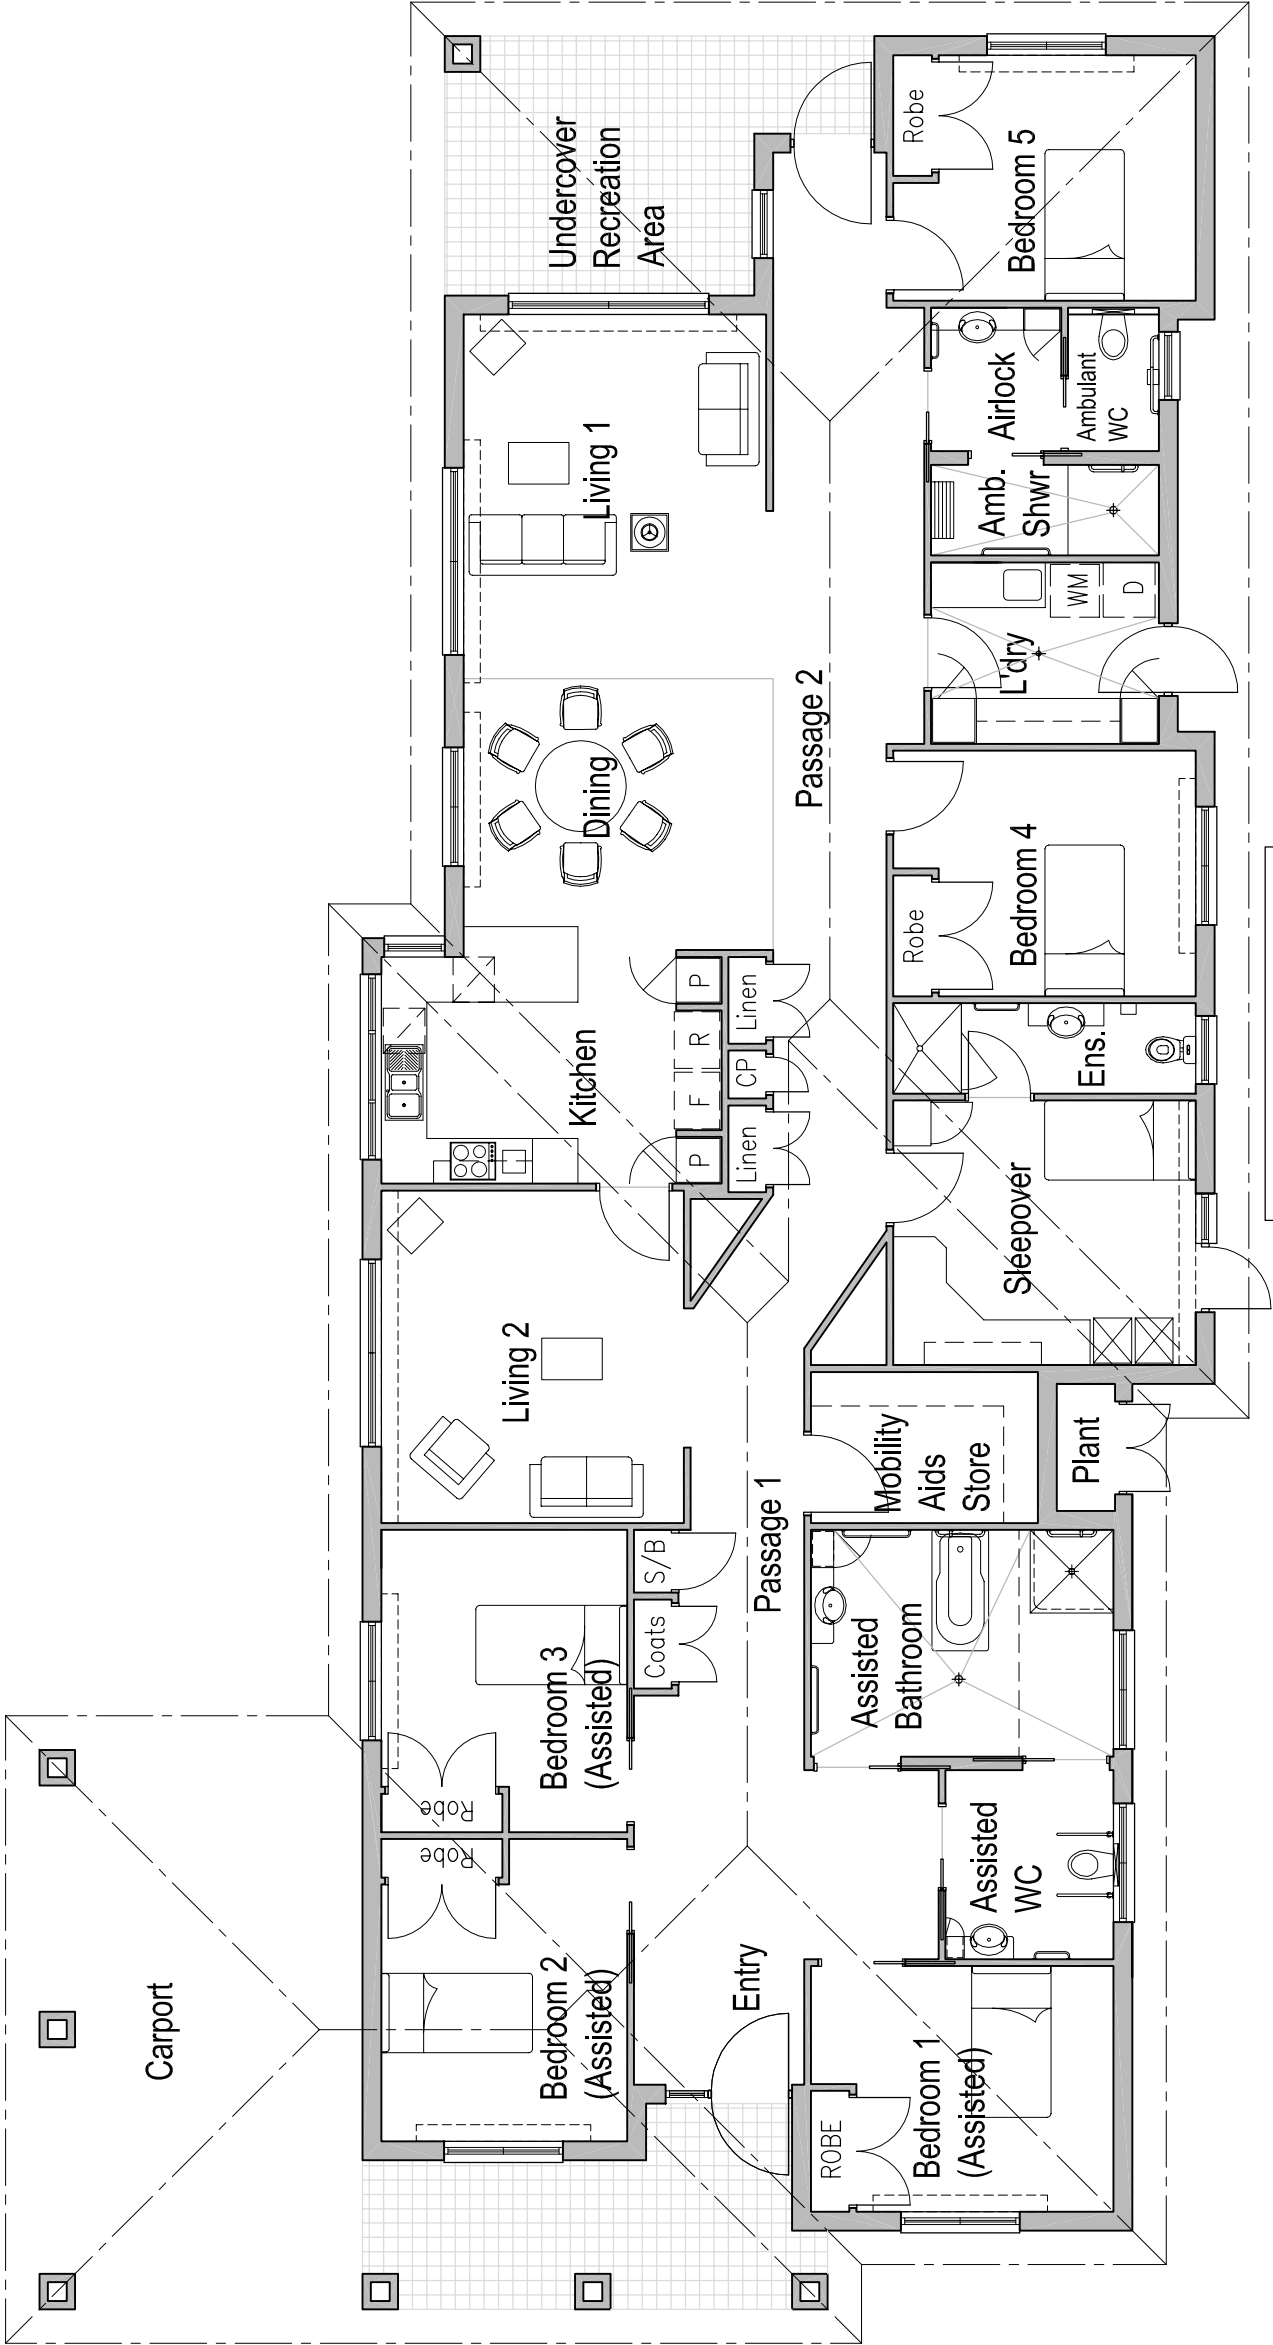 Carport
Bedroom 2
(Assisted)
Robe
Robe
Bedroom 3
(Assisted)
Living 2
Kitchen
Dining
Living 1
Undercover
Recreation
Area
S/B
Coats
P
F
R
P
Linen
CP
Linen
Entry
Passage 1
Passage 2
ROBE
Bedroom 1
(Assisted)
Assisted
WC
Assisted
Bathroom
Mobility
Aids
Store
Plant
Sleepover
Ens.
Robe
Bedroom 4
L'dry
WM
D
Amb.
Shwr
Airlock
Ambulant
WC
Robe
Bedroom 5